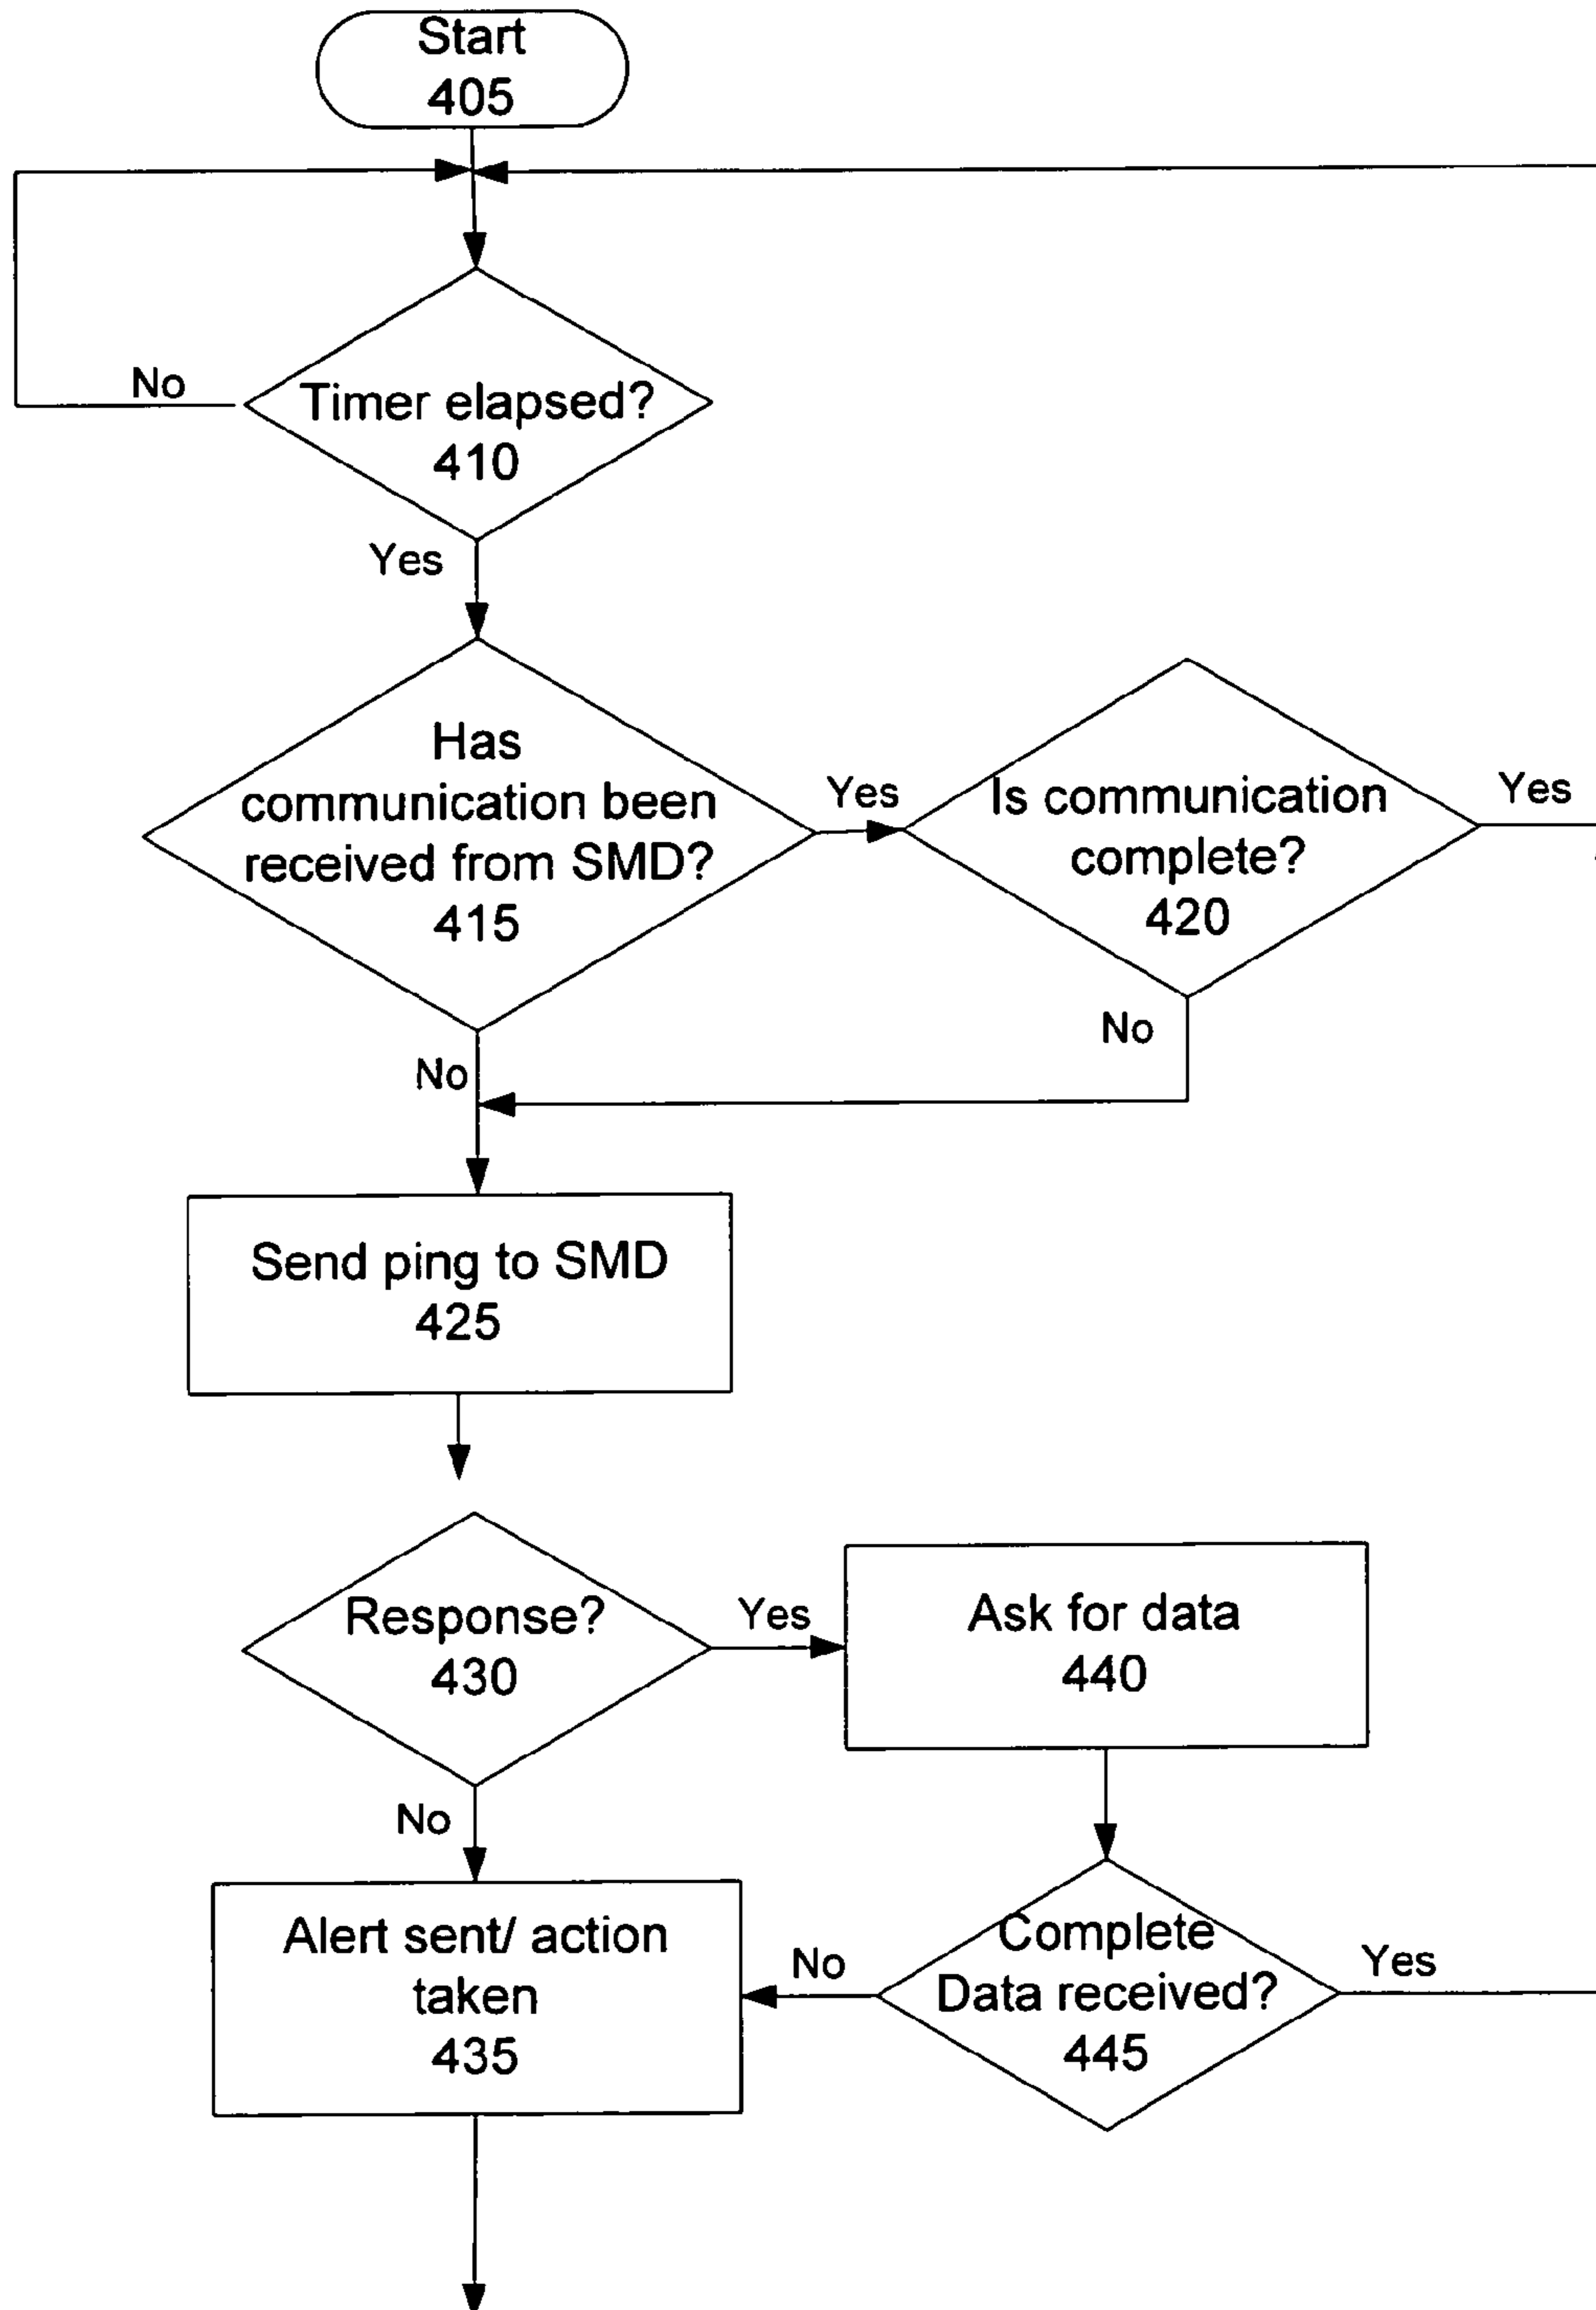 Start
405
No
Timer elapsed?
410
Yes
Has
communication been
received from SMD?
415
Yes
Is communication
complete?
420
Yes
No
No
Send ping to SMD
425
Response?
430
Yes
Ask for data
440
No
Alert sent/ action
taken
435
No
Complete
Data received?
445
Yes